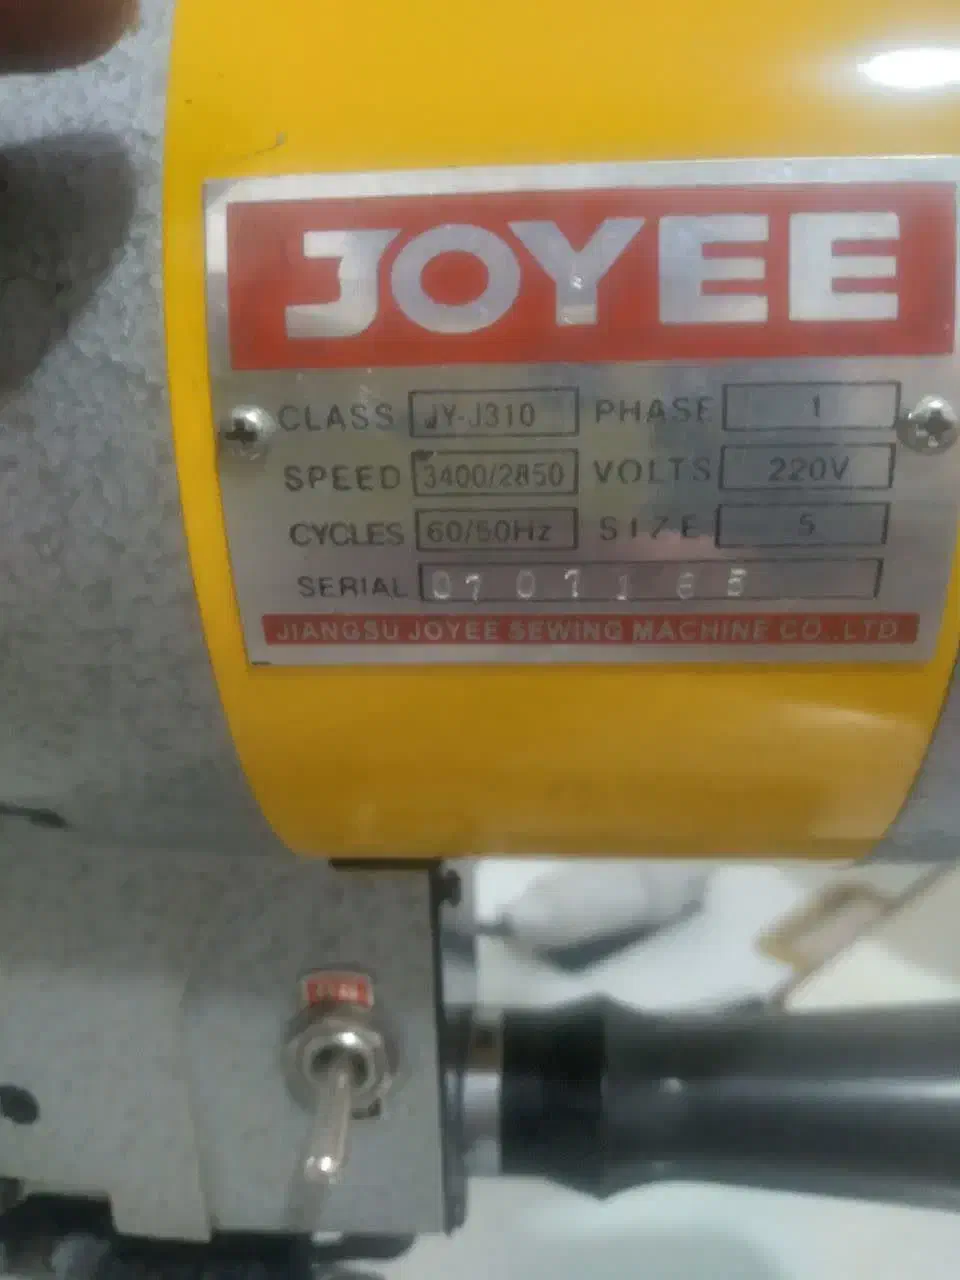 JOYEE
CLASS JY-J310 PHASE 1
SPEED 3400/2850 VOLTS 220V
CYCLES 60/50Hz SIZE 5
SERIAL
JIANGSU JOYEE SEWING MACHINE CO.,LTD